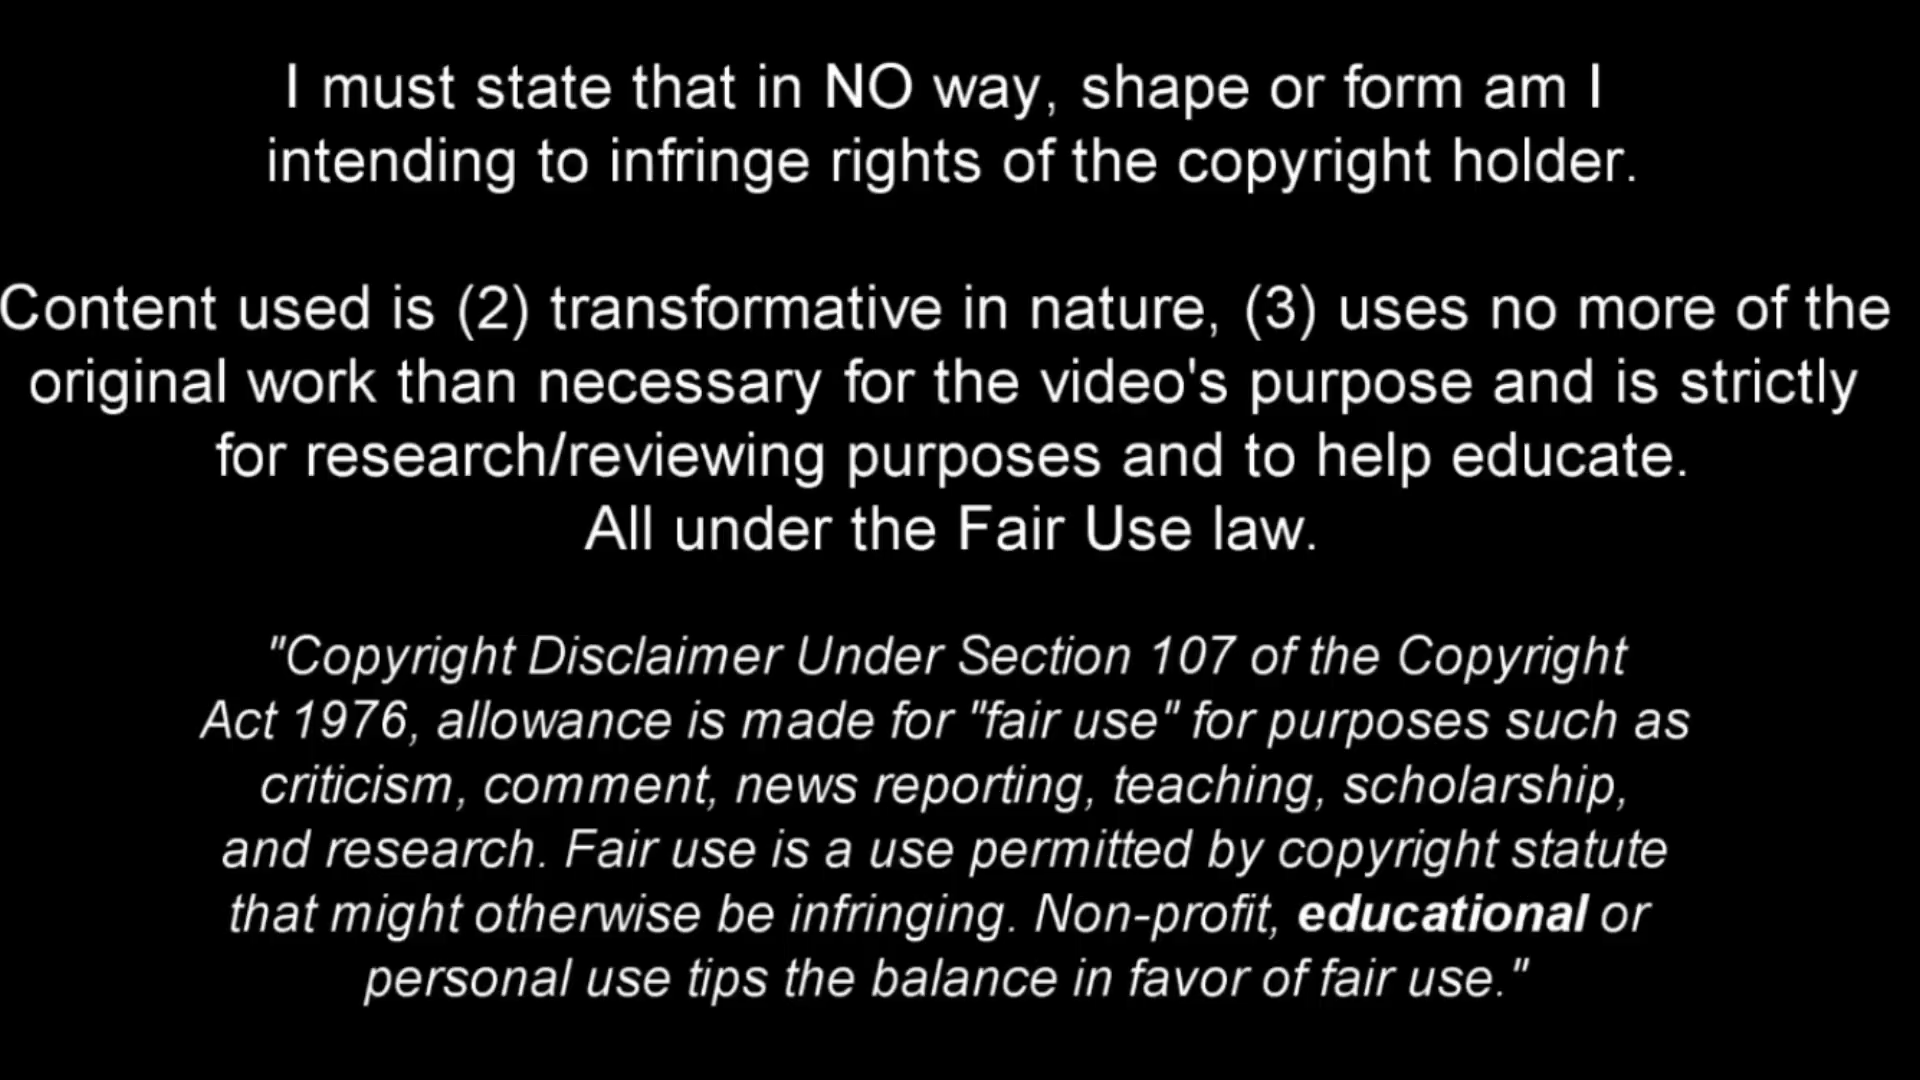 I must state that in NO way, shape or form am I
intending to infringe rights of the copyright holder.
Content used is (2) transformative in nature, (3) uses no more of the
original work than necessary for the video's purpose and is strictly
for research/reviewing purposes and to help educate.
All under the Fair Use law.
"Copyright Disclaimer Under Section 107 of the Copyright
Act 1976, allowance is made for "fair use" for purposes such as
criticism, comment, news reporting, teaching, scholarship,
and research. Fair use is a use permitted by copyright statute
that might otherwise be infringing. Non-profit, educational or
personal use tips the balance in favor of fair use."